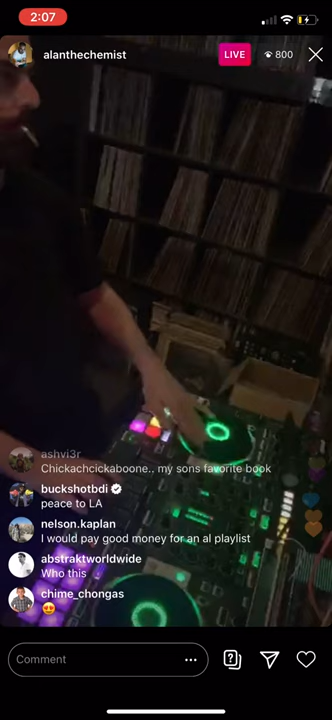 2:07
alanthechemist
LIVE
800
ashvi3r
Chickachcickaboone.. my sons favorite book
buckshotbdi
peace to LA
nelson.kaplan
I would pay good money for an al playlist
abstraktworldwide
Who this
chime_chongas
Comment